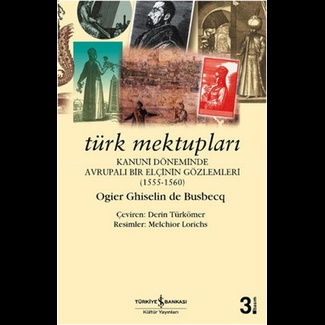 türk mektupları
KANUNİ DÖNEMİNDE
AVRUPALI BİR ELÇİNİN GÖZLEMLERİ
(1555-1560)
Ogier Ghiselin de Busbecq
Çeviren: Derin Türkömer
Resimler: Melchior Lorichs
TÜRKİYE BANKASI
Kültür Yayınları
3. Basım